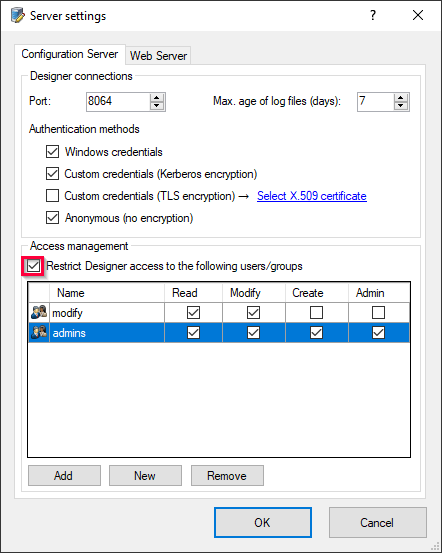 Server settings
?
Configuration Server Web Server
Designer connections
Port: 8064 Max. age of log files (days): 7
Authentication methods
Windows credentials
Custom credentials (Kerberos encryption)
Custom credentials (TLS encryption) → Select X.509 certificate
Anonymous (no encryption)
Access management
Restrict Designer access to the following users/groups
Name Read Modify Create Admin
modify
admins
Add New Remove
OK Cancel